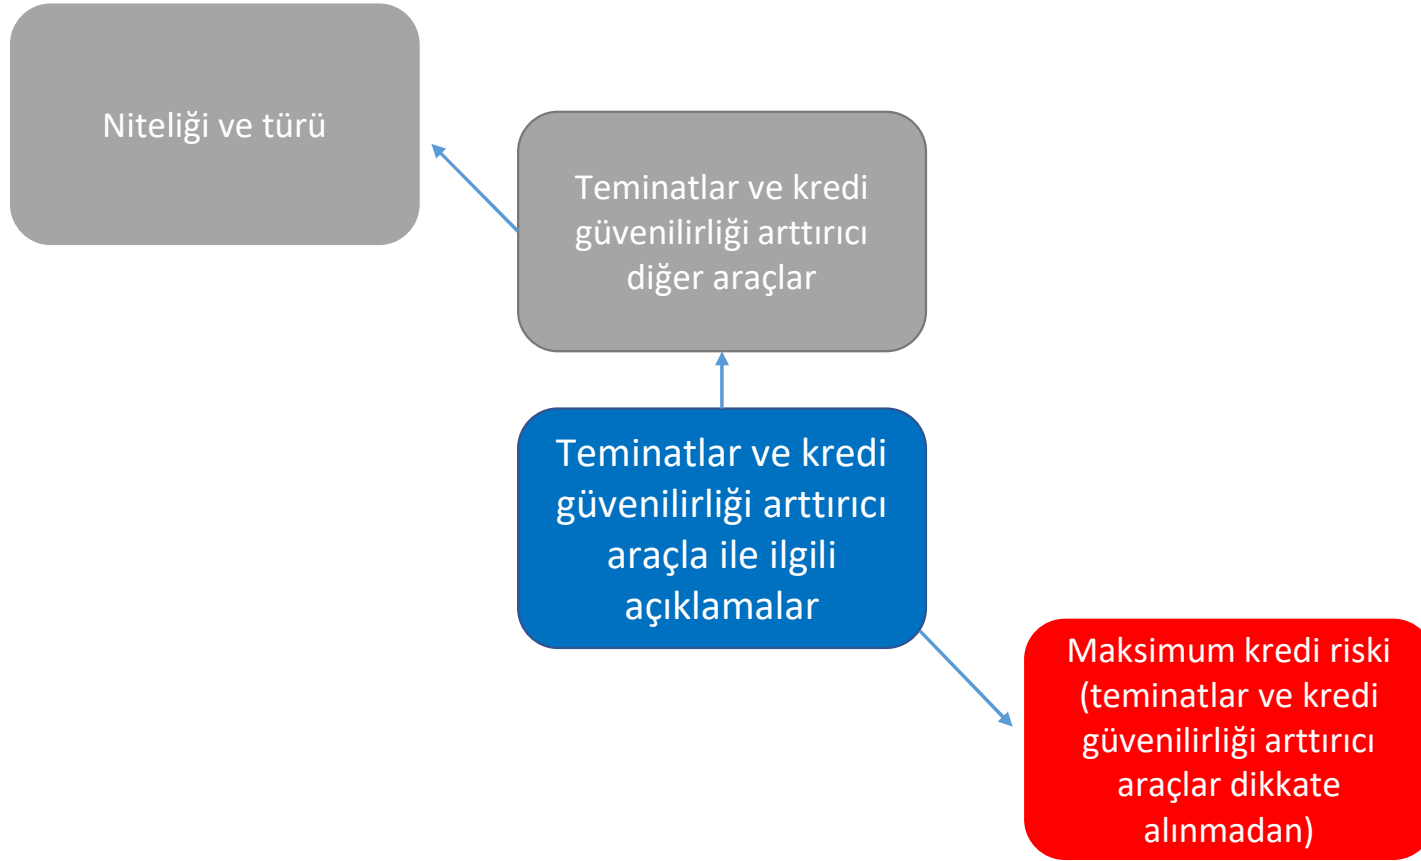 Niteliği ve türü
Teminatlar ve kredi
güvenilirliği arttırıcı
diğer araçlar
Teminatlar ve kredi
güvenilirliği arttırıcı
araçla ile ilgili
açıklamalar
Maksimum kredi riski
(teminatlar ve kredi
güvenilirliği arttırıcı
araçlar dikkate
alınmadan)